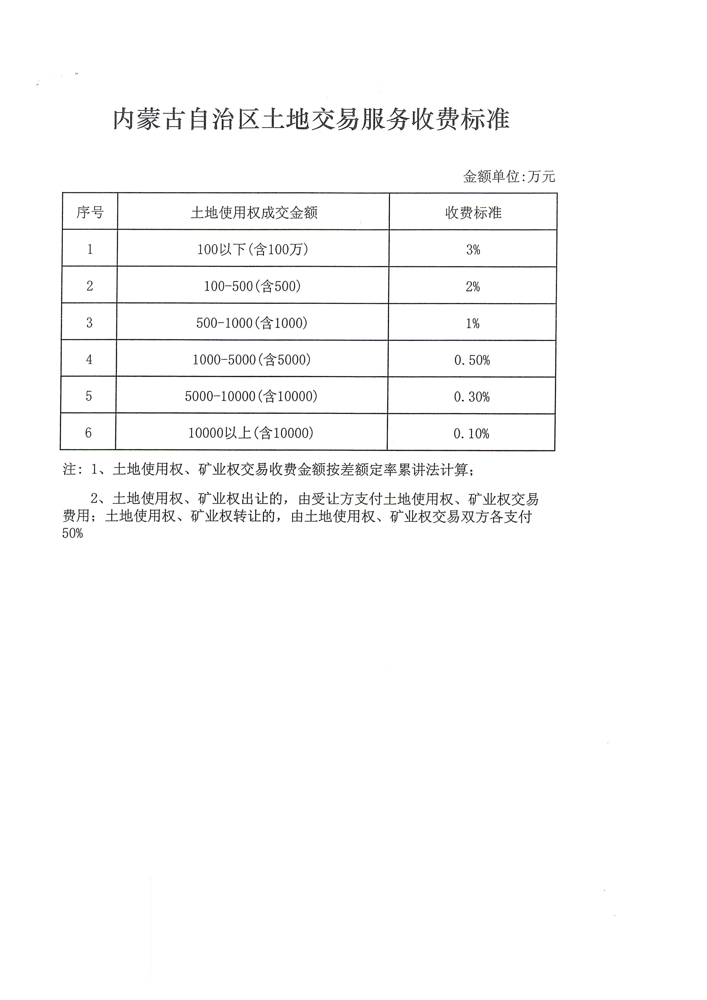 内蒙古自治区土地交易服务收费标准
金额单位:万元
序号 土地使用权成交金额 收费标准
1 100以下(含100万) 3%
2 100-500(含500) 2%
3 500-1000(含1000) 1%
4 1000-5000(含5000) 0.50%
5 5000-10000(含10000) 0.30%
6 10000以上(含10000) 0.10%
注: 1、土地使用权、矿业权交易收费金额按差额定率累讲法计算；
2、土地使用权、矿业权出让的，由受让方支付土地使用权、矿业权交易
费用；土地使用权、矿业权转让的，由土地使用权、矿业权交易双方各支付
50%